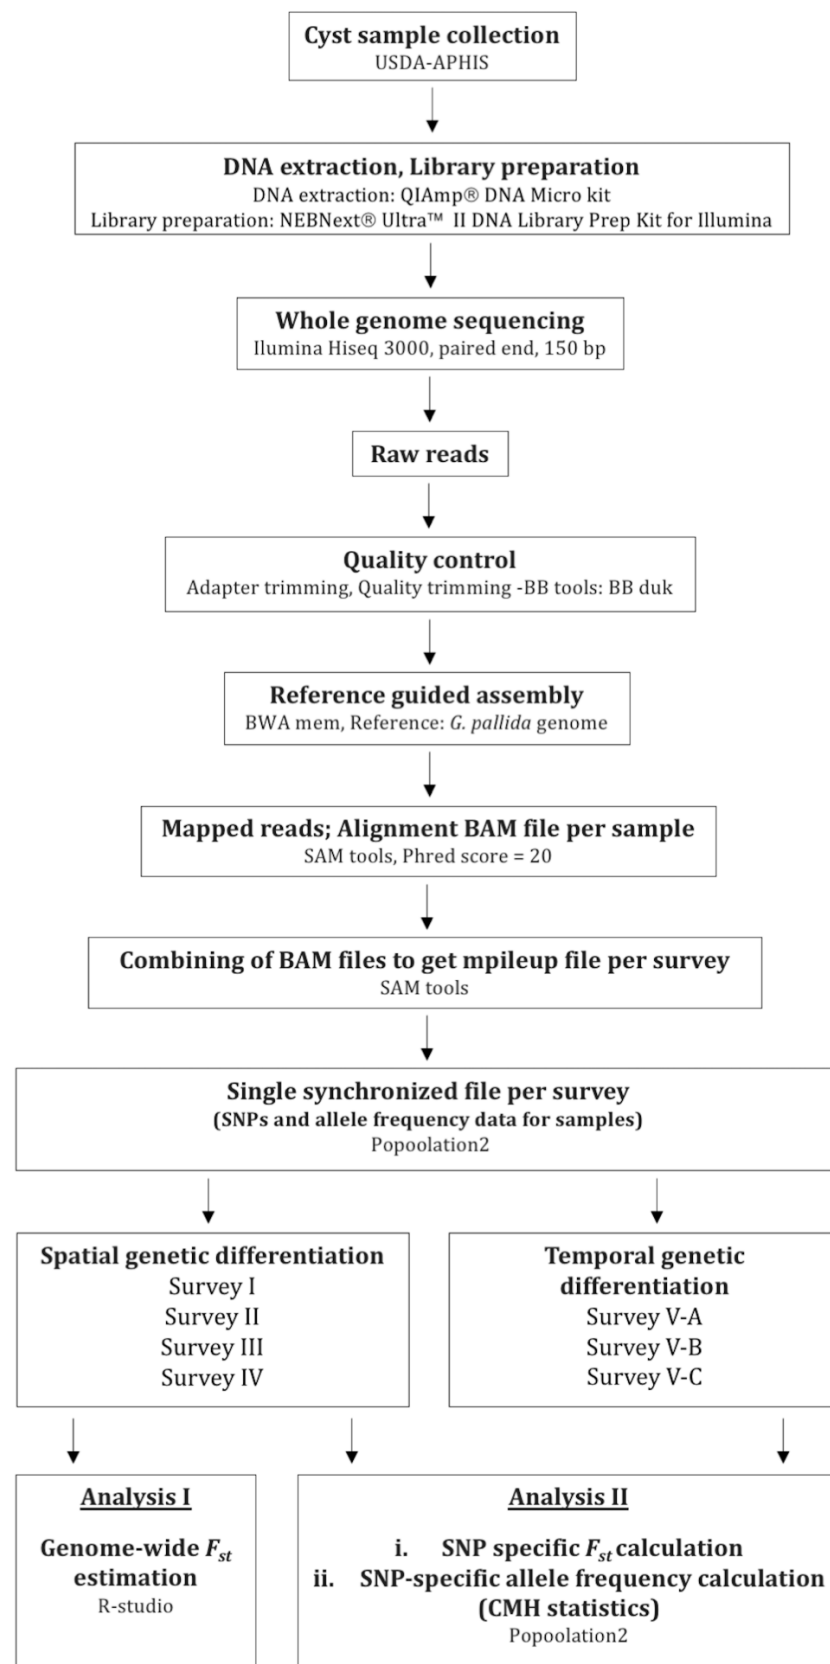 Cyst sample collection
USDA-APHIS
DNA extraction, Library preparation
DNA extraction: QIAmp® DNA Micro kit
Library preparation: NEBNext® Ultra™ II DNA Library Prep Kit for Illumina
Whole genome sequencing
Ilumina Hiseq 3000, paired end, 150 bp
Raw reads
Quality control
Adapter trimming, Quality trimming -BB tools: BB duk
Reference guided assembly
BWA mem, Reference: G. pallida genome
Mapped reads; Alignment BAM file per sample
SAM tools, Phred score = 20
Combining of BAM files to get mpileup file per survey
SAM tools
Single synchronized file per survey
(SNPs and allele frequency data for samples)
Popoolation2
Spatial genetic differentiation
Survey I
Survey II
Survey III
Survey IV
Temporal genetic
differentiation
Survey V-A
Survey V-B
Survey V-C
Analysis I
Genome-wide Fst
estimation
R-studio
Analysis II
i. SNP specific Fst calculation
ii. SNP-specific allele frequency calculation
(CMH statistics)
Popoolation2